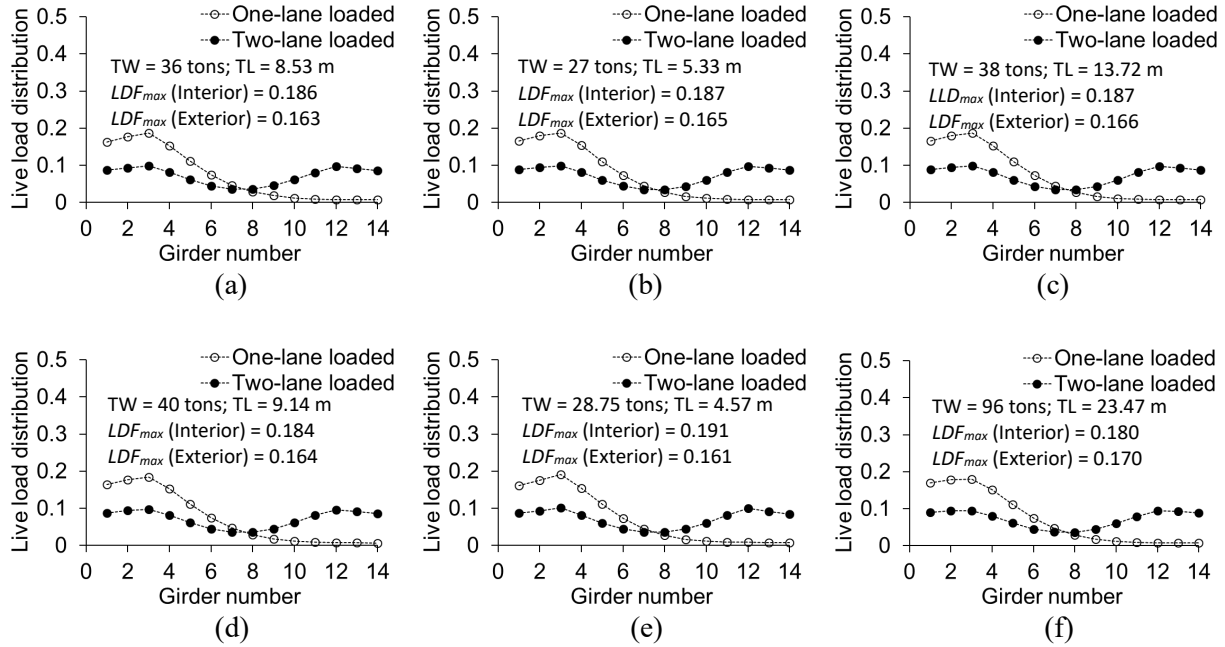 0.5
0.4
0.3
0.2
0.1
0
Live load distribution
One-lane loaded
Two-lane loaded
TW = 36 tons; TL = 8.53 m
LDFmax (Interior) = 0.186
LDFmax (Exterior) = 0.163
0 2 4 6 8 10 12 14
Girder number
(a)
0.5
0.4
0.3
0.2
0.1
0
Live load distribution
One-lane loaded
Two-lane loaded
TW = 27 tons; TL = 5.33 m
LDFmax (Interior) = 0.187
LDFmax (Exterior) = 0.165
0 2 4 6 8 10 12 14
Girder number
(b)
0.5
0.4
0.3
0.2
0.1
0
Live load distribution
One-lane loaded
Two-lane loaded
TW = 38 tons; TL = 13.72 m
LLDmax (Interior) = 0.187
LDFmax (Exterior) = 0.166
0 2 4 6 8 10 12 14
Girder number
(c)
0.5
0.4
0.3
0.2
0.1
0
Live load distribution
One-lane loaded
Two-lane loaded
TW = 40 tons; TL = 9.14 m
LDFmax (Interior) = 0.184
LDFmax (Exterior) = 0.164
0 2 4 6 8 10 12 14
Girder number
(d)
0.5
0.4
0.3
0.2
0.1
0
Live load distribution
One-lane loaded
Two-lane loaded
TW = 28.75 tons; TL = 4.57 m
LDFmax (Interior) = 0.191
LDFmax (Exterior) = 0.161
0 2 4 6 8 10 12 14
Girder number
(e)
0.5
0.4
0.3
0.2
0.1
0
Live load distribution
One-lane loaded
Two-lane loaded
TW = 96 tons; TL = 23.47 m
LDFmax (Interior) = 0.180
LDFmax (Exterior) = 0.170
0 2 4 6 8 10 12 14
Girder number
(f)